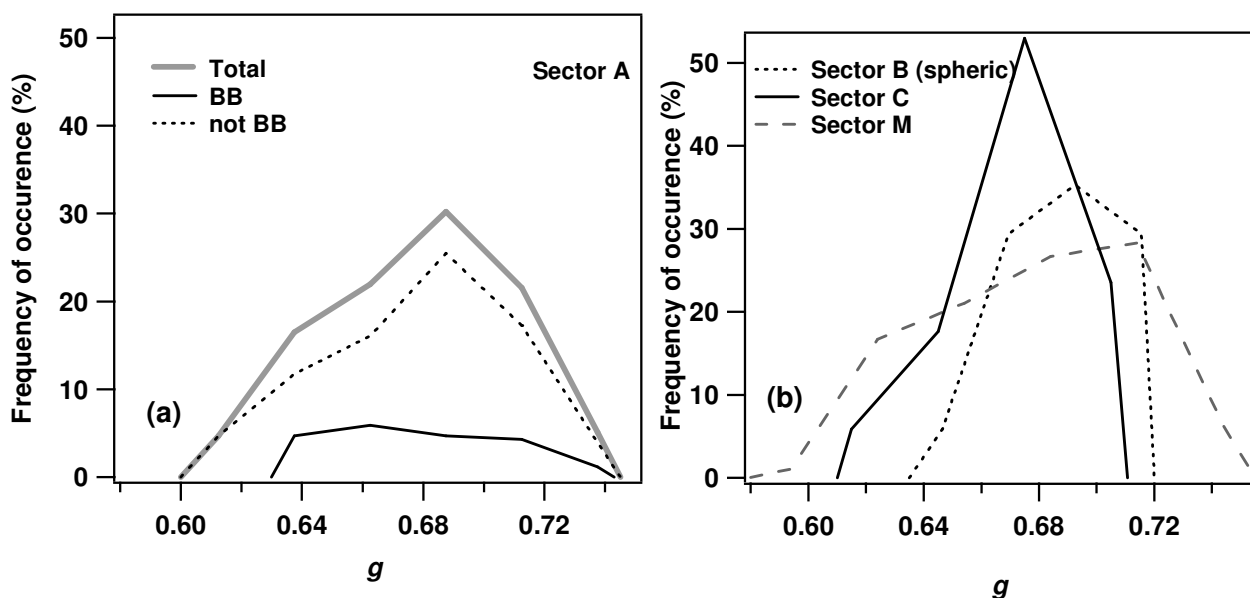 50
40
30
20
10
0
Frequency of occurence (%)
Total
BB
not BB
Sector A
(a)
0.60 0.64 0.68 0.72
g
50
40
30
20
10
0
Frequency of occurence (%)
Sector B (spheric)
Sector C
Sector M
(b)
0.60 0.64 0.68 0.72
g